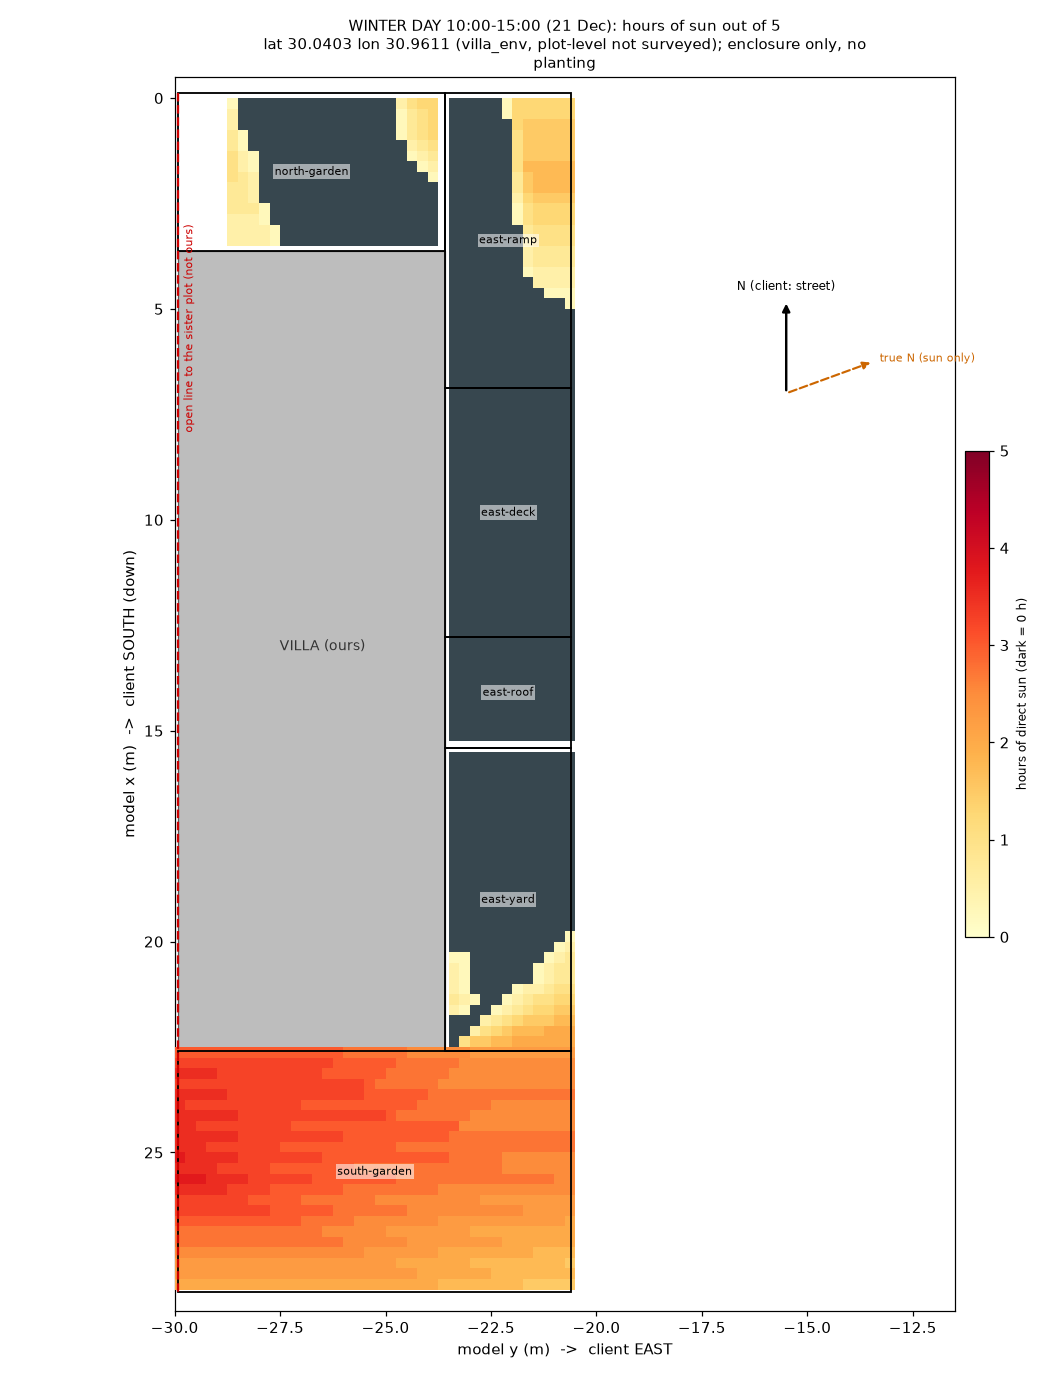 WINTER DAY 10:00-15:00 (21 Dec): hours of sun out of 5
lat 30.0403 lon 30.9611 (villa_env, plot-level not surveyed); enclosure only, no
planting
0
5
10
15
20
25
model x (m)  ->  client SOUTH (down)
north-garden
open line to the sister plot (not ours)
east-ramp
east-deck
VILLA (ours)
east-roof
east-yard
south-garden
N (client: street)
true N (sun only)
5
4
3
2
1
0
hours of direct sun (dark = 0 h)
−30.0
−27.5
−25.0
−22.5
−20.0
−17.5
−15.0
−12.5
model y (m)  ->  client EAST